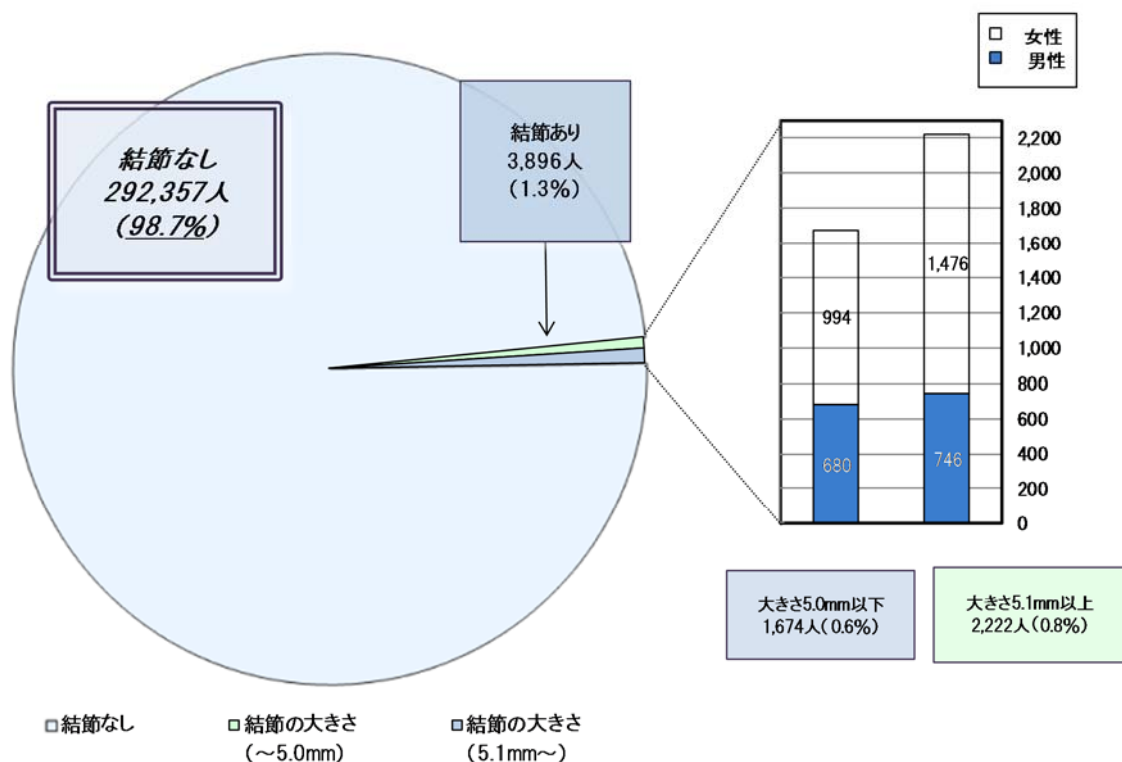 女性
男性
結節なし
292,357人
(98.7%)
結節あり
3,896人
(1.3%)
2,200
2,000
1,800
1,600
1,400
1,200
1,000
800
600
400
200
0
994
1,476
680
746
大きさ5.0mm以下
1,674人(0.6%)
大きさ5.1mm以上
2,222人(0.8%)
結節なし
結節の大きさ
(～5.0mm)
結節の大きさ
(5.1mm～)